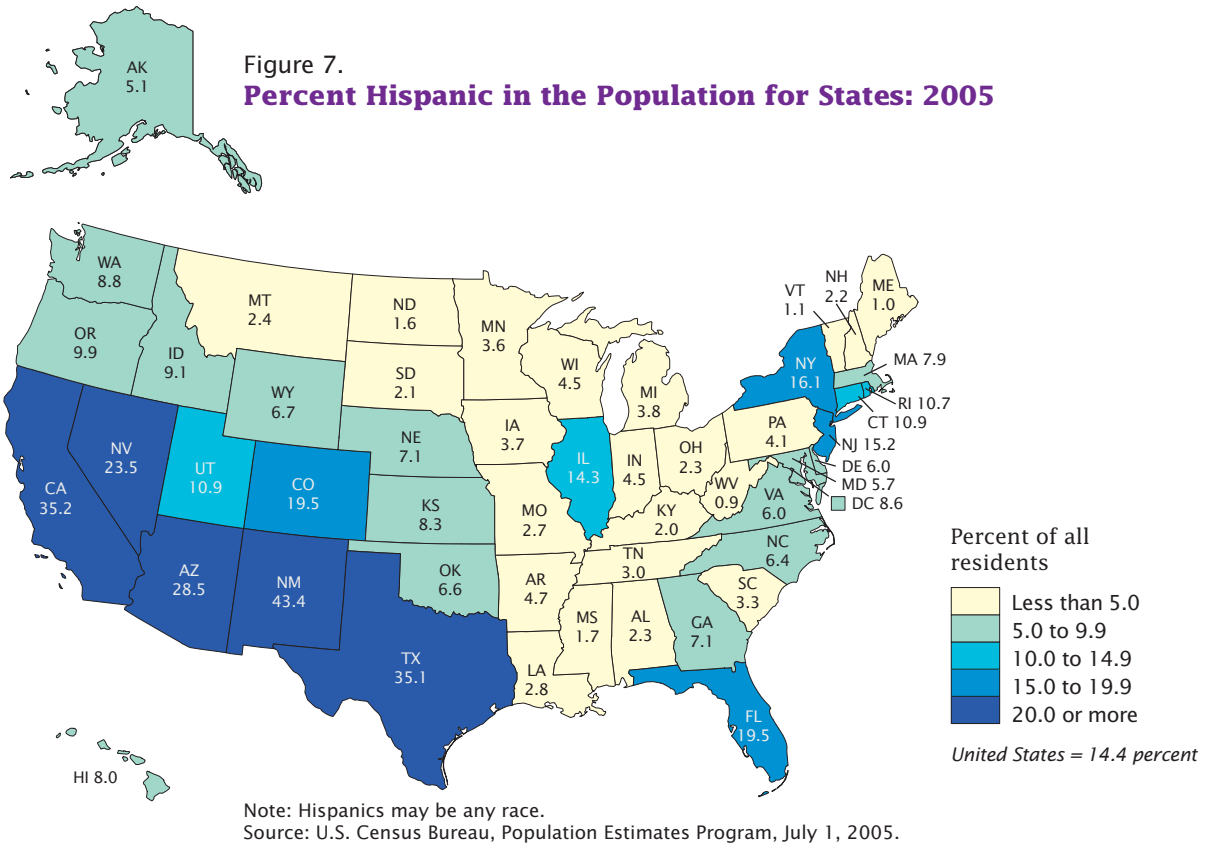 Figure 7.
Percent Hispanic in the Population for States: 2005
AK
5.1
WA
8.8
OR
9.9
ID
9.1
MT
2.4
ND
1.6
MN
3.6
WI
4.5
MI
3.8
VT
1.1
NH
2.2
ME
1.0
NY
16.1
MA 7.9
RI 10.7
CT 10.9
NJ 15.2
DE 6.0
MD 5.7
DC 8.6
PA
4.1
SD
2.1
WY
6.7
NE
7.1
IA
3.7
IL
14.3
IN
4.5
OH
2.3
WV
0.9
VA
6.0
NV
23.5
UT
10.9
CO
19.5
KS
8.3
MO
2.7
KY
2.0
NC
6.4
CA
35.2
AZ
28.5
NM
43.4
OK
6.6
AR
4.7
TN
3.0
SC
3.3
MS
1.7
AL
2.3
GA
7.1
TX
35.1
LA
2.8
FL
19.5
HI 8.0
Percent of all
residents
Less than 5.0
5.0 to 9.9
10.0 to 14.9
15.0 to 19.9
20.0 or more
United States = 14.4 percent
Note: Hispanics may be any race.
Source: U.S. Census Bureau, Population Estimates Program, July 1, 2005.